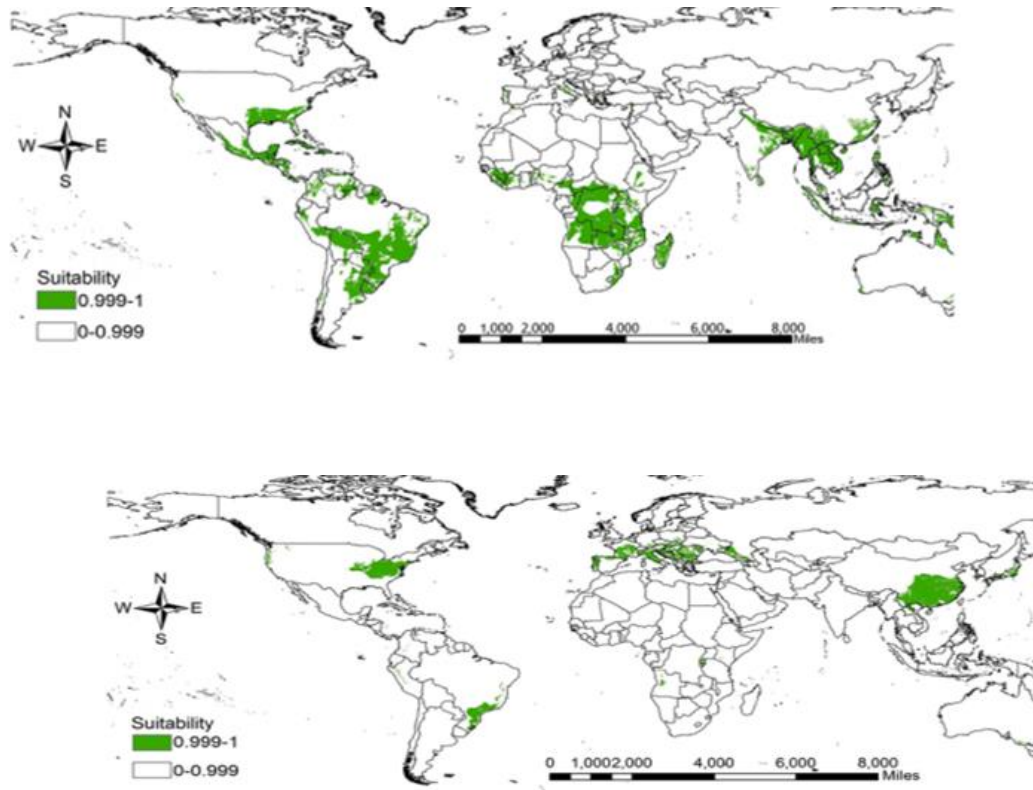 N
W E
S
Suitability
0.999-1
0-0.999
0 1,000 2,000 4,000 6,000 8,000
Miles
N
W E
S
Suitability
0.999-1
0-0.999
0 1,0002,000 4,000 6,000 8,000
Miles